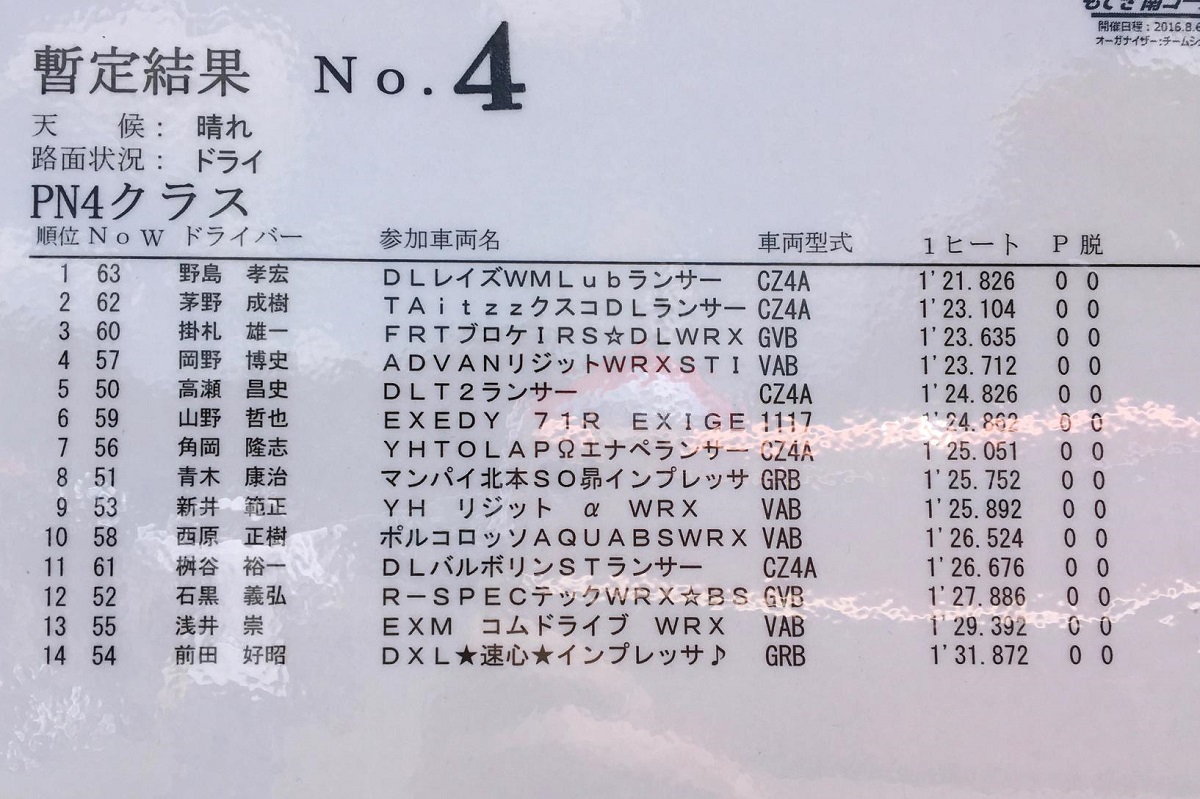 もてぎ南コー
開催日程：2016.8.6
オーガナイザー：チームシ
暫定結果　Ｎｏ．4
天　　候：　晴れ
路面状況：　ドライ
PN4クラス
順位 Ｎｏ Ｗ ドライバー 参加車両名 車両型式 １ヒート Ｐ 脱
1 63 野島　孝宏 ＤＬレイズＷＭＬｕｂランサー CZ4A 1'21.826 0 0
2 62 茅野　成樹 ＴＡｉｔｚｚクスコＤＬランサー CZ4A 1'23.104 0 0
3 60 掛札　雄一 ＦＲＴブロケＩＲＳ☆ＤＬＷＲＸ GVB 1'23.635 0 0
4 57 岡野　博史 ＡＤＶＡＮリジットＷＲＸＳＴＩ VAB 1'23.712 0 0
5 50 高瀬　昌史 ＤＬＴ２ランサー CZ4A 1'24.826 0 0
6 59 山野　哲也 ＥＸＥＤＹ　７１Ｒ　ＥＸＩＧＥ 1117 1'24.862 0 0
7 56 角岡　隆志 ＹＨＴＯＬＡＰΩエナペランサー CZ4A 1'25.051 0 0
8 51 青木　康治 マンパイ北本ＳＯ昴インプレッサ GRB 1'25.752 0 0
9 53 新井　範正 ＹＨ　リジット　α　ＷＲＸ VAB 1'25.892 0 0
10 58 西原　正樹 ポルコロッソＡＱＵＡＢＳＷＲＸ VAB 1'26.524 0 0
11 61 桝谷　裕一 ＤＬバルボリンＳＴランサー CZ4A 1'26.676 0 0
12 52 石黒　義弘 Ｒ－ＳＰＥＣテックＷＲＸ☆ＢＳ GVB 1'27.886 0 0
13 55 浅井　崇 ＥＸＭ　コムドライブ　ＷＲＸ VAB 1'29.392 0 0
14 54 前田　好昭 ＤＸＬ★速心★インプレッサ♪ GRB 1'31.872 0 0